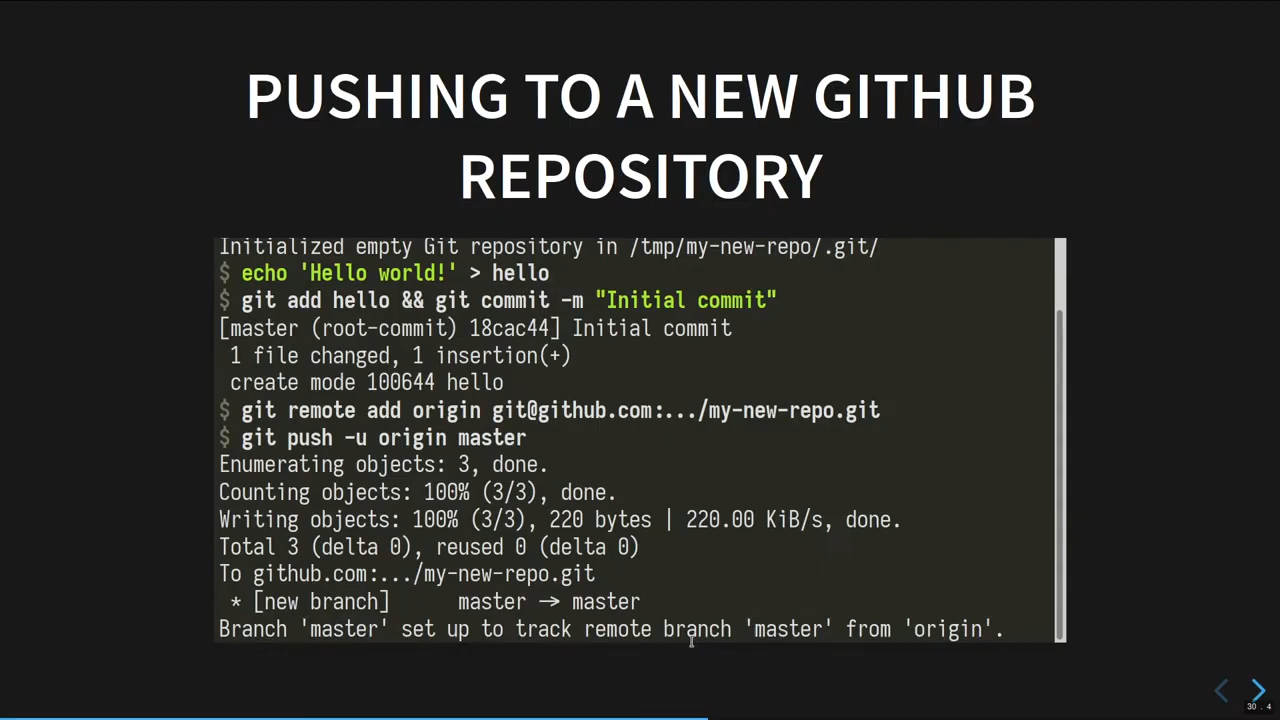 PUSHING TO A NEW GITHUB
REPOSITORY
Initialized empty Git repository in /tmp/my-new-repo/.git/
$ echo 'Hello world!' > hello
$ git add hello && git commit -m "Initial commit"
[master (root-commit) 18cac44] Initial commit
 1 file changed, 1 insertion(+)
 create mode 100644 hello
$ git remote add origin git@github.com:.../my-new-repo.git
$ git push -u origin master
Enumerating objects: 3, done.
Counting objects: 100% (3/3), done.
Writing objects: 100% (3/3), 220 bytes | 220.00 KiB/s, done.
Total 3 (delta 0), reused 0 (delta 0)
To github.com:.../my-new-repo.git
 * [new branch]      master -> master
Branch 'master' set up to track remote branch 'master' from 'origin'.
30 . 4